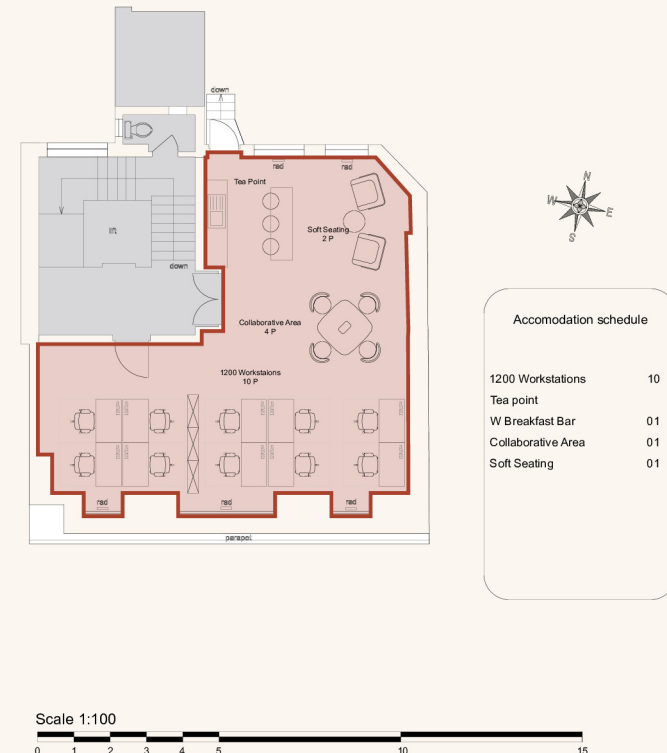 down
rad
rad
Tea Point
Soft Seating
2 P
lift
down
Collaborative Area
4 P
1200 Workstaions
10 P
rad
rad
rad
parapet
N
W
E
S
Accomodation schedule
1200 Workstations 10
Tea point
W Breakfast Bar 01
Collaborative Area 01
Soft Seating 01
Scale 1:100
0 1 2 3 4 5 10 15